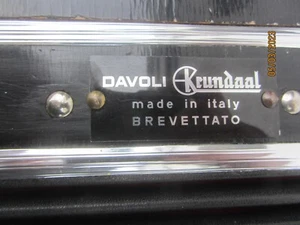 DAVOLI Krundaal
made in italy
BREVETTATO